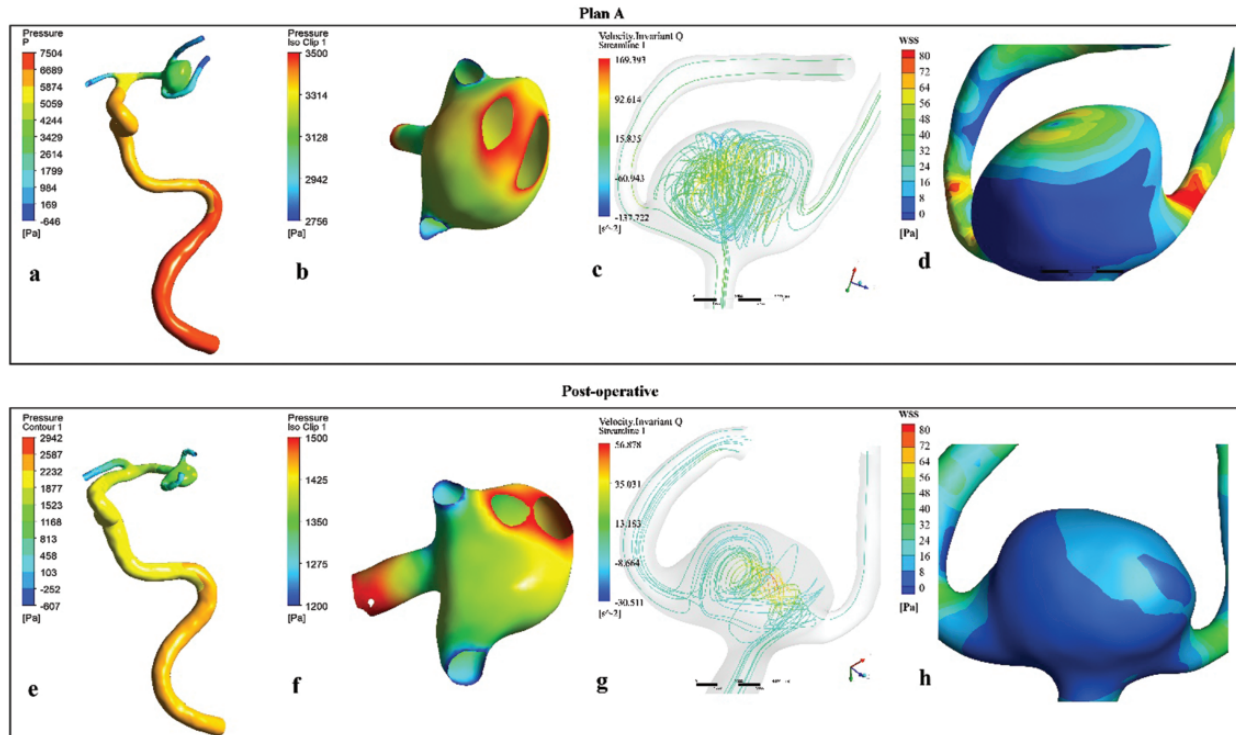 Plan A
Pressure
P
7504
6689
5874
5059
4244
3429
2614
1799
984
169
-646
[Pa]
a
Pressure
Iso Clip 1
3500
3314
3128
2942
2756
[Pa]
b
Velocity.Invariant Q
Streamline 1
169.393
92.614
15.835
-60.943
-137.722
[s^-2]
c
WSS
80
72
64
56
48
40
32
24
16
8
0
[Pa]
d
Post-operative
Pressure
Contour 1
2942
2587
2232
1877
1523
1168
813
458
103
-252
-607
[Pa]
e
Pressure
Iso Clip 1
1500
1425
1350
1275
1200
[Pa]
f
Velocity.Invariant Q
Streamline 1
56.878
35.031
13.183
-8.664
-30.511
[s^-2]
g
WSS
80
72
64
56
48
40
32
24
16
8
0
[Pa]
h